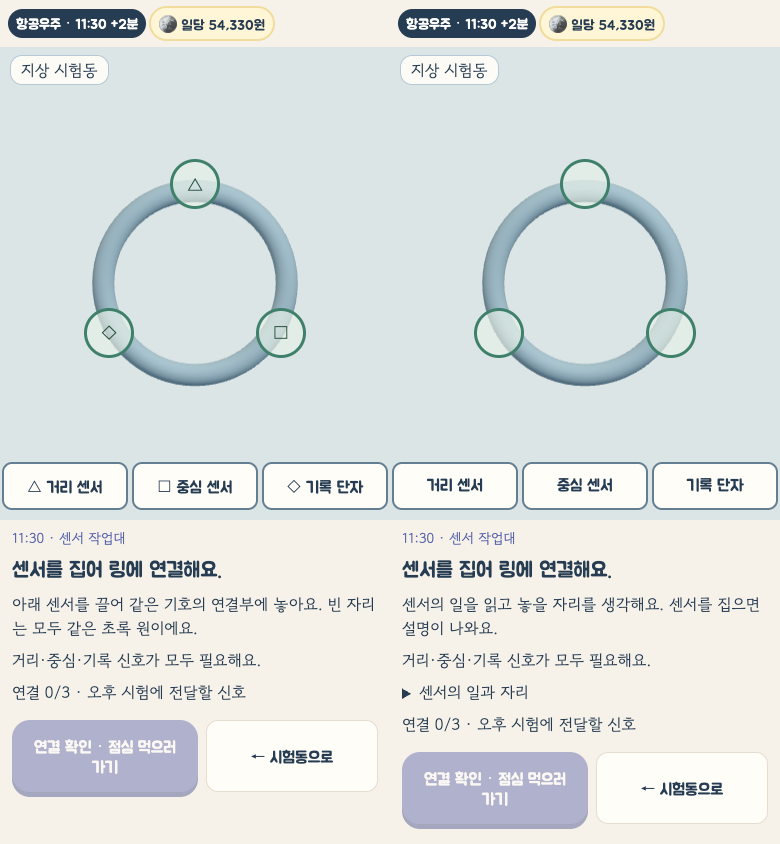 항공우주 · 11:30 +2분
일당 54,330원
지상 시험동
△
◇
□
△ 거리 센서
□ 중심 센서
◇ 기록 단자
11:30 · 센서 작업대
센서를 집어 링에 연결해요.
아래 센서를 끌어 같은 기호의 연결부에 놓아요. 빈 자리
는 모두 같은 초록 원이에요.
거리·중심·기록 신호가 모두 필요해요.
연결 0/3 · 오후 시험에 전달할 신호
연결 확인 · 점심 먹으러
가기
← 시험동으로
항공우주 · 11:30 +2분
일당 54,330원
지상 시험동
거리 센서
중심 센서
기록 단자
11:30 · 센서 작업대
센서를 집어 링에 연결해요.
센서의 일을 읽고 놓을 자리를 생각해요. 센서를 집으면
설명이 나와요.
거리·중심·기록 신호가 모두 필요해요.
▶ 센서의 일과 자리
연결 0/3 · 오후 시험에 전달할 신호
연결 확인 · 점심 먹으러
가기
← 시험동으로